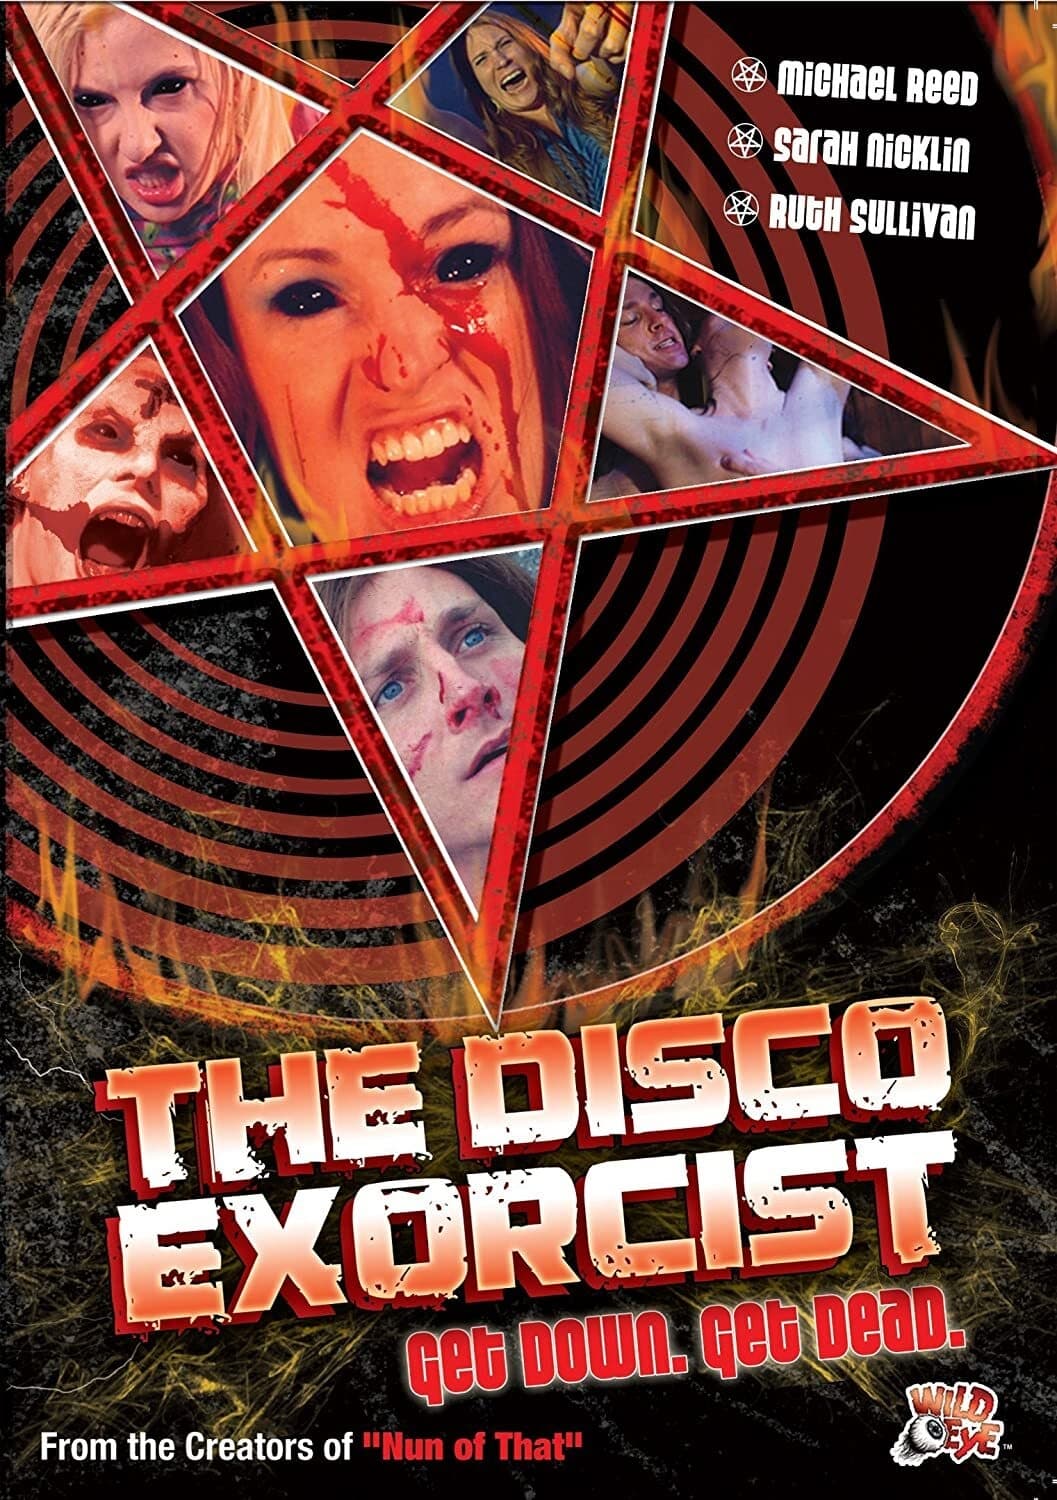 Michael Reed
Sarah Nicklin
Ruth Sullivan
THE DISCO
EXORCIST
Get Down. Get Dead.
From the Creators of "Nun of That"
WILD
EYE
TM